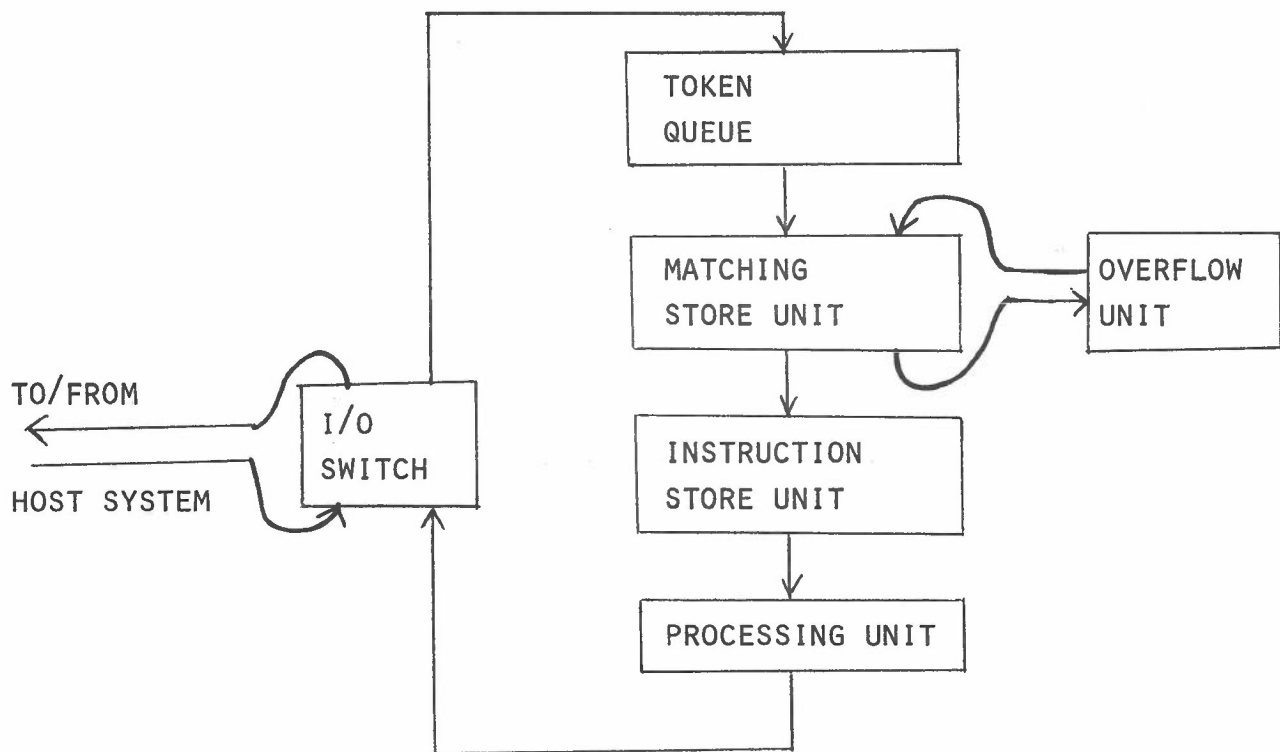 TOKEN
QUEUE
MATCHING
STORE UNIT
OVERFLOW
UNIT
TO/FROM
HOST SYSTEM
I/O
SWITCH
INSTRUCTION
STORE UNIT
PROCESSING UNIT